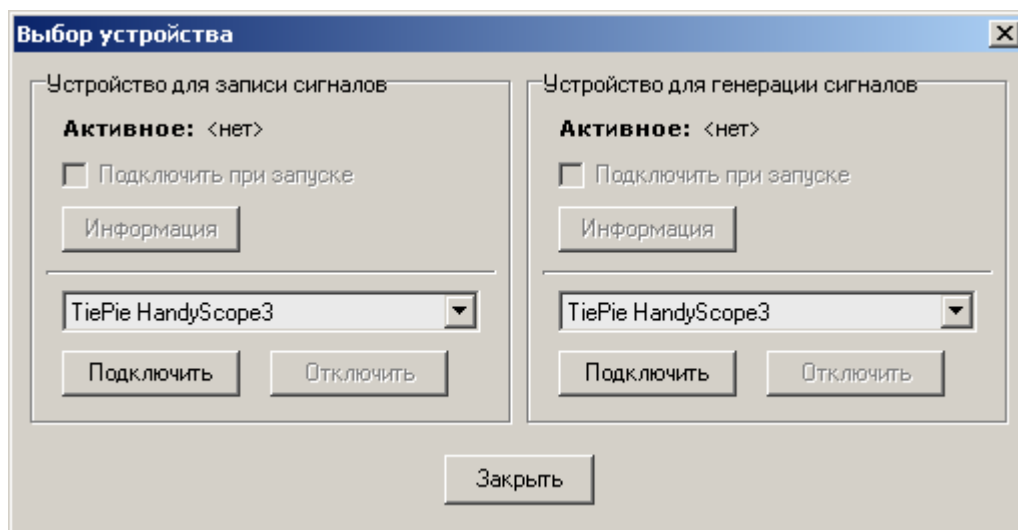 Выбор устройства
Устройство для записи сигналов
Активное: <нет>
Подключить при запуске
Информация
TiePie HandyScope3
Подключить Отключить
Устройство для генерации сигналов
Активное: <нет>
Подключить при запуске
Информация
TiePie HandyScope3
Подключить Отключить
Закрыть